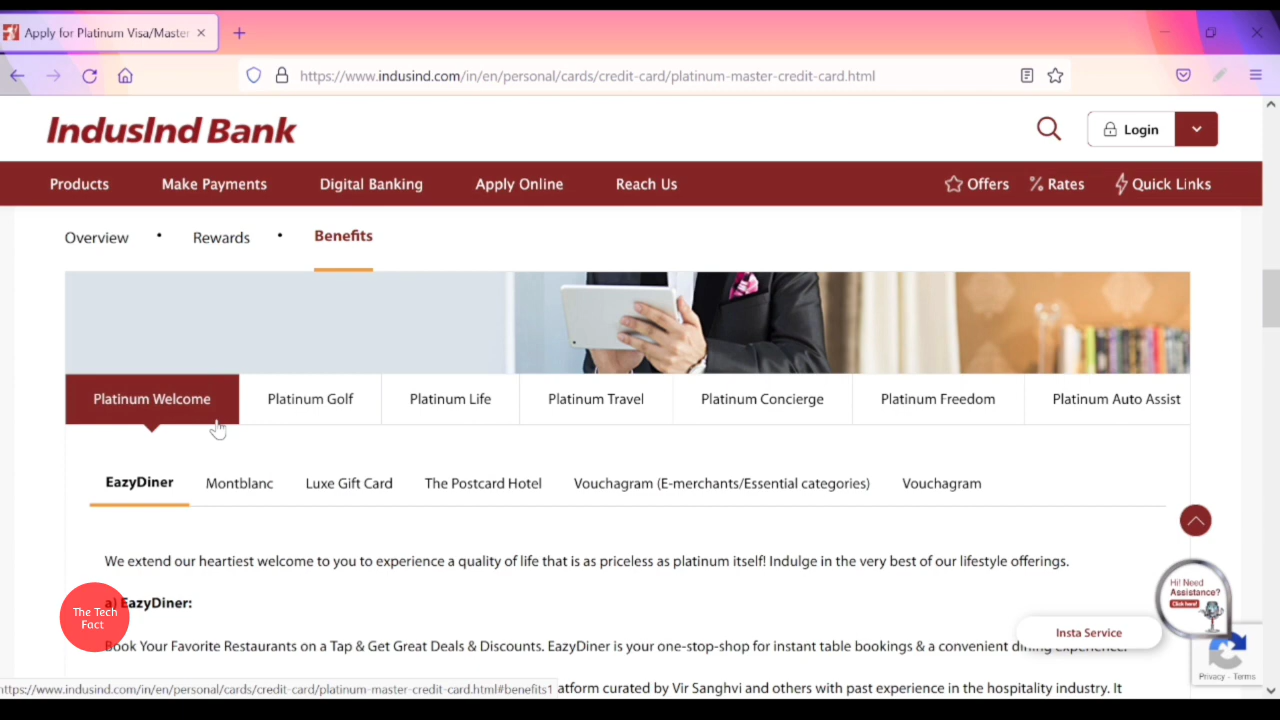 Apply for Platinum Visa/Master
https://www.indusind.com/in/en/personal/cards/credit-card/platinum-master-credit-card.html
IndusInd Bank
Login
Products Make Payments Digital Banking Apply Online Reach Us Offers Rates Quick Links
Overview • Rewards • Benefits
Platinum Welcome Platinum Golf Platinum Life Platinum Travel Platinum Concierge Platinum Freedom Platinum Auto Assist
EazyDiner Montblanc Luxe Gift Card The Postcard Hotel Vouchagram (E-merchants/Essential categories) Vouchagram
We extend our heartiest welcome to you to experience a quality of life that is as priceless as platinum itself! Indulge in the very best of our lifestyle offerings.
a) EazyDiner:
Book Your Favorite Restaurants on a Tap & Get Great Deals & Discounts. EazyDiner is your one-stop-shop for instant table bookings & a convenient dining experience.
atform curated by Vir Sanghvi and others with past experience in the hospitality industry. It
The Tech
Fact
Hi! Need
Assistance?
Click here!
Insta Service
Privacy - Terms
https://www.indusind.com/in/en/personal/cards/credit-card/platinum-master-credit-card.html#benefits1